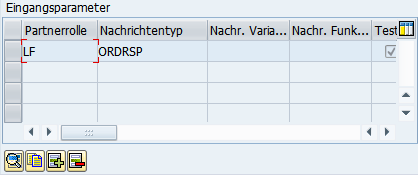 Eingangsparameter
Partnerrolle Nachrichtentyp Nachr. Varia... Nachr. Funk... Test
LF ORDRSP